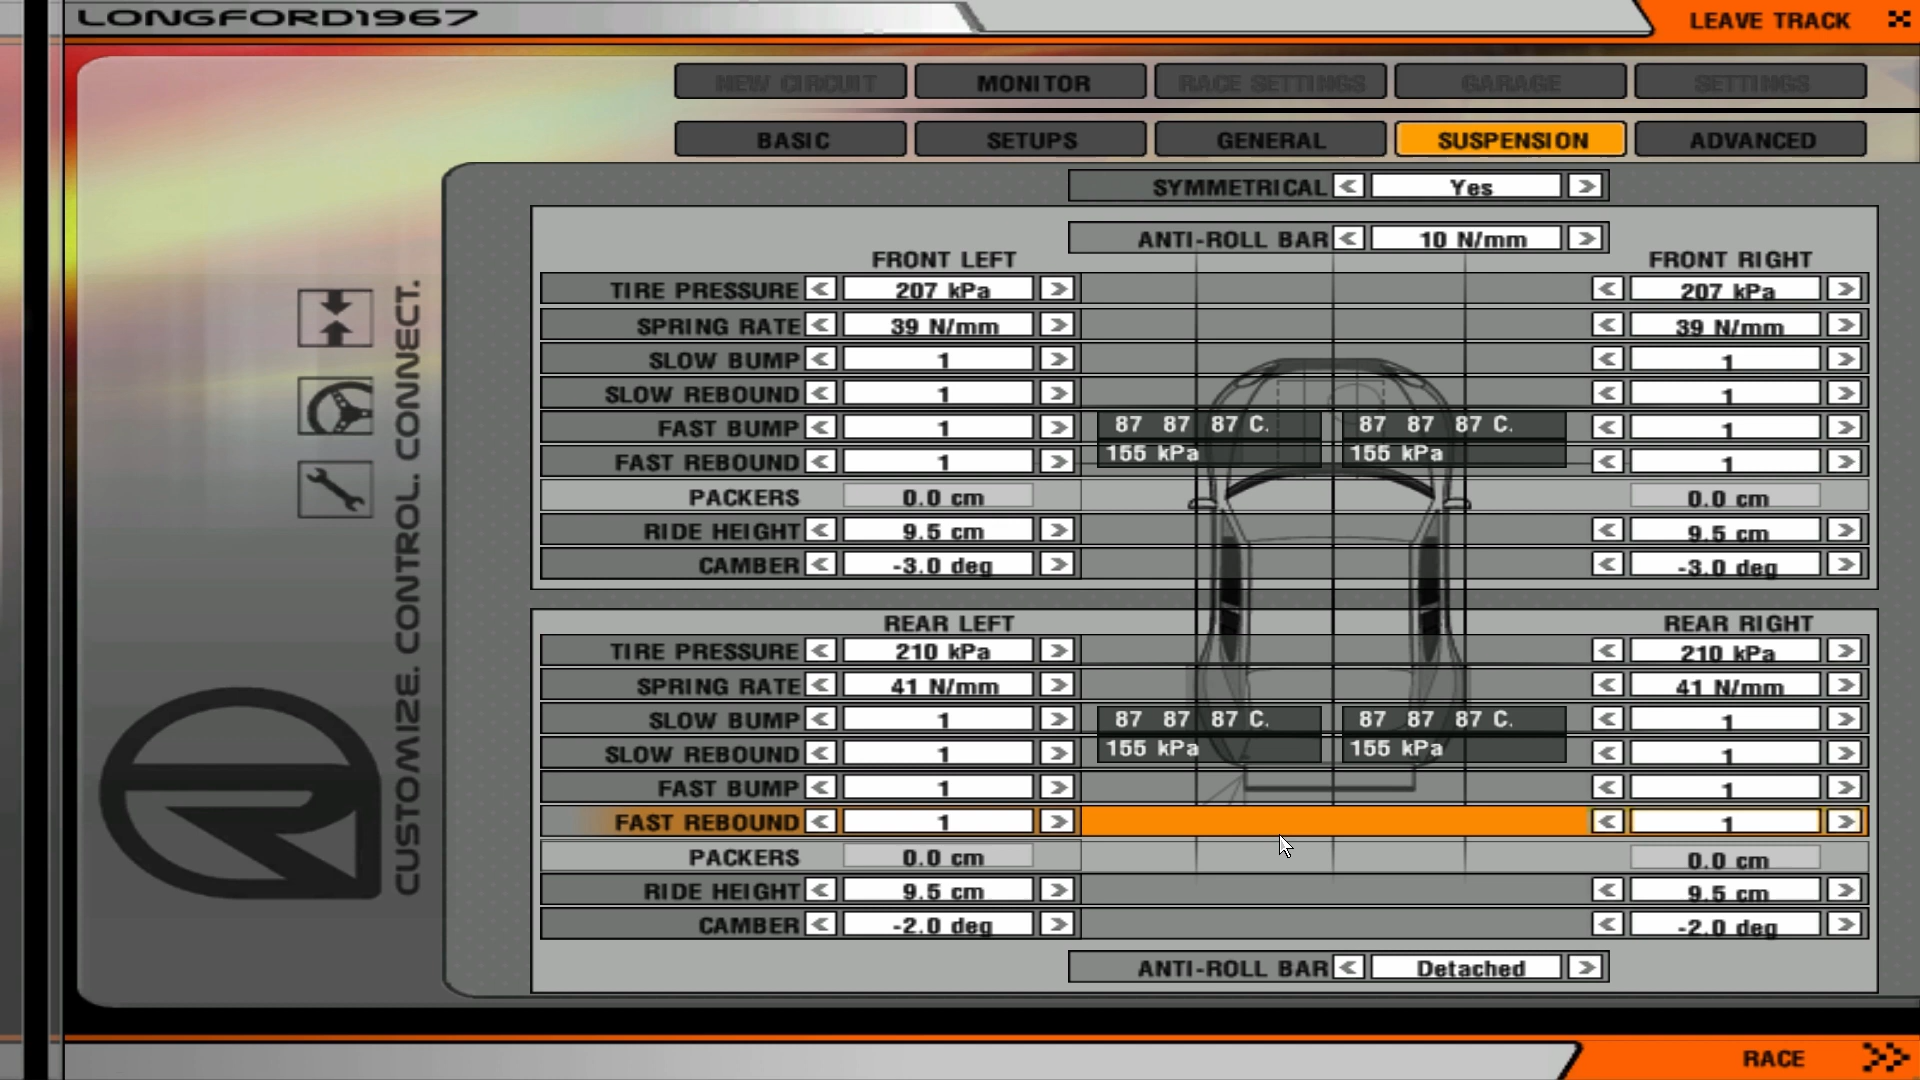 LONGFORD1967
LEAVE TRACK
NEW CIRCUIT MONITOR RACE SETTINGS GARAGE SETTINGS
BASIC SETUPS GENERAL SUSPENSION ADVANCED
SYMMETRICAL Yes
ANTI-ROLL BAR 10 N/mm
FRONT LEFT FRONT RIGHT
TIRE PRESSURE 207 kPa 207 kPa
SPRING RATE 39 N/mm 39 N/mm
SLOW BUMP 1 1
SLOW REBOUND 1 1
FAST BUMP 1 87 87 87 C. 87 87 87 C. 1
FAST REBOUND 1 155 kPa 155 kPa 1
PACKERS 0.0 cm 0.0 cm
RIDE HEIGHT 9.5 cm 9.5 cm
CAMBER -3.0 deg -3.0 deg
REAR LEFT REAR RIGHT
TIRE PRESSURE 210 kPa 210 kPa
SPRING RATE 41 N/mm 41 N/mm
SLOW BUMP 1 87 87 87 C. 87 87 87 C. 1
SLOW REBOUND 1 155 kPa 155 kPa 1
FAST BUMP 1 1
FAST REBOUND 1 1
PACKERS 0.0 cm 0.0 cm
RIDE HEIGHT 9.5 cm 9.5 cm
CAMBER -2.0 deg -2.0 deg
ANTI-ROLL BAR Detached
CUSTOMIZE. CONTROL. CONNECT.
RACE